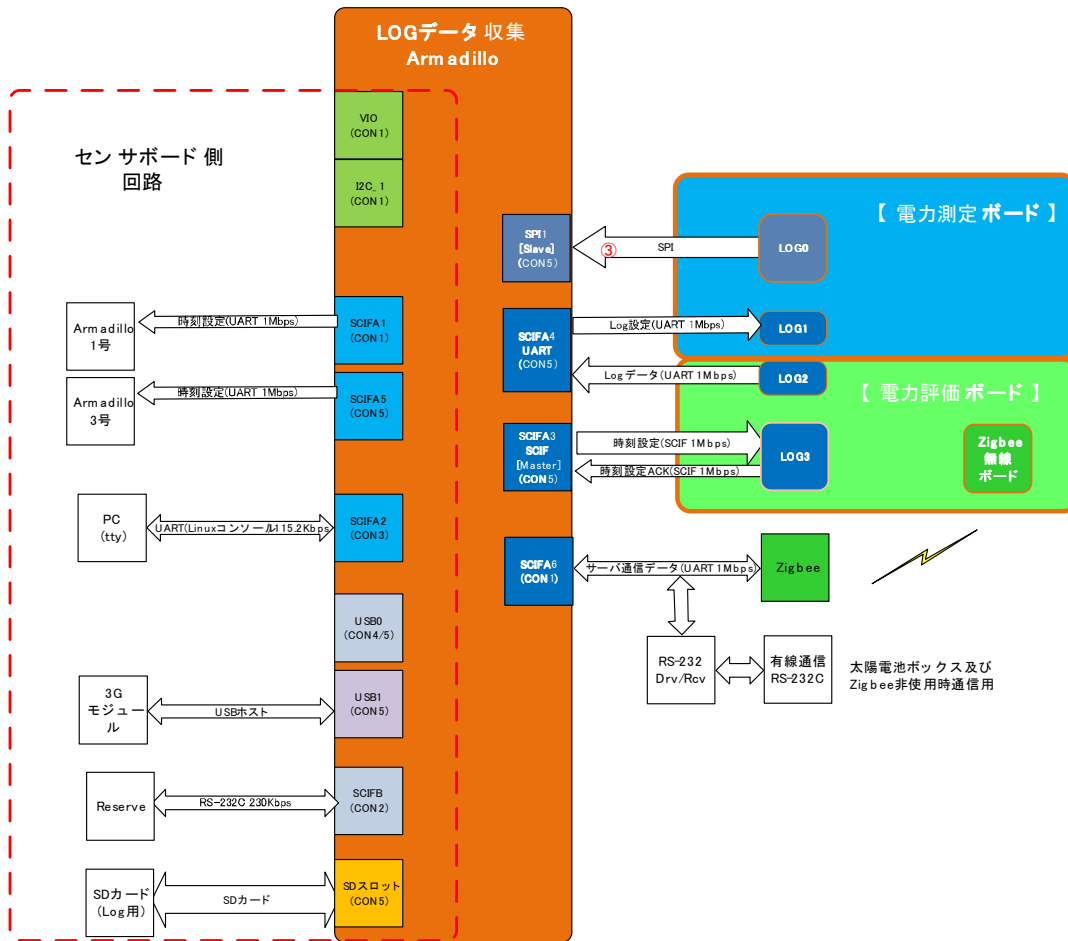 LOGデータ 収集
Armadillo
センサボード 側
回路
VIO
(CON1)
I2C_1
(CON1)
SCIFA1
(CON1)
SCIFA5
(CON5)
SCIFA2
(CON3)
USB0
(CON4/5)
USB1
(CON5)
SCIFB
(CON2)
SDスロット
(CON5)
Armadillo
1号
時刻設定(UART 1Mbps)
Armadillo
3号
時刻設定(UART 1Mbps)
PC
(tty)
UART(Linuxコンソール115.2Kbps
3G
モジュー
ル
USBホスト
Reserve
RS-232C 230Kbps
SDカード
(Log用)
SDカード
SPI1
[Slave]
(CON5)
③
SPI
LOG0
【 電力測定ボード 】
SCIFA4
UART
(CON5)
Log設定(UART 1Mbps)
LOG1
Logデータ(UART 1Mbps)
LOG2
【 電力評価ボード 】
SCIFA3
SCIF
[Master]
(CON5)
時刻設定(SCIF 1Mbps)
時刻設定ACK(SCIF 1Mbps)
LOG3
Zigbee
無線
ボード
SCIFA6
(CON1)
サーバ通信データ(UART 1Mbps)
Zigbee
RS-232
Drv/Rcv
有線通信
RS-232C
太陽電池ボックス及び
Zigbee非使用時通信用